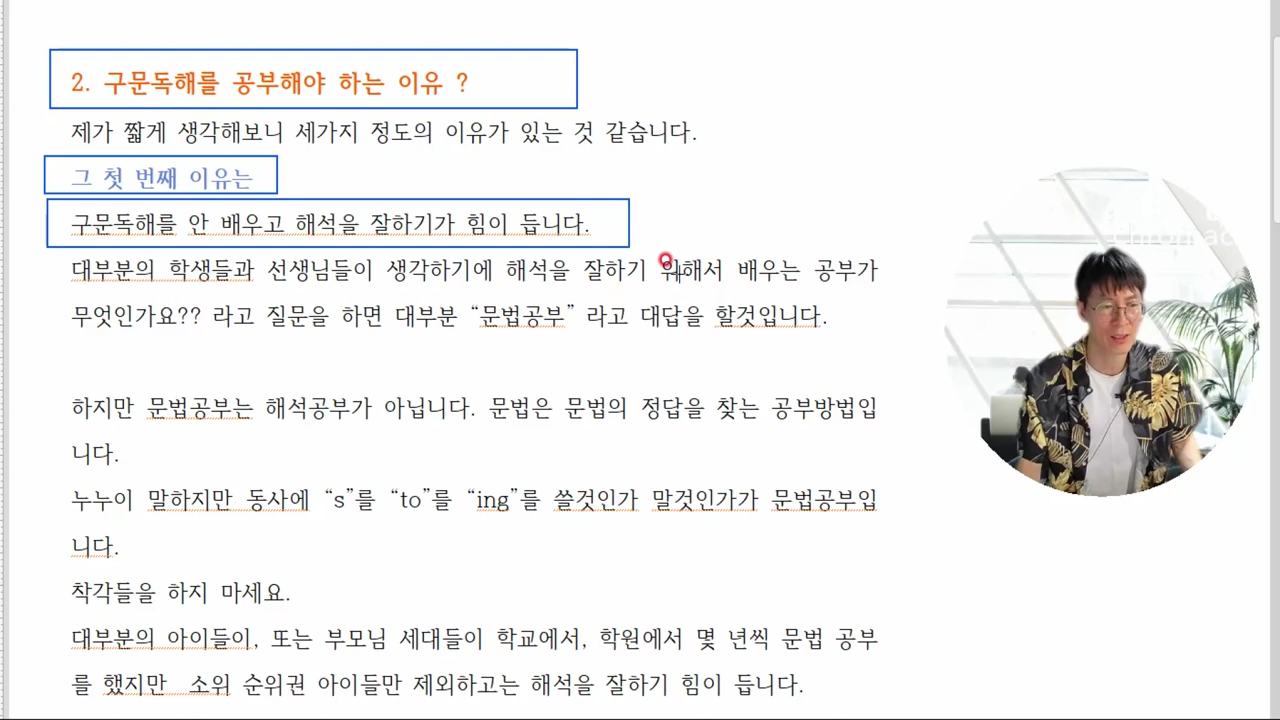 2. 구문독해를 공부해야 하는 이유 ?
제가 짧게 생각해보니 세가지 정도의 이유가 있는 것 같습니다.
그 첫 번째 이유는
구문독해를 안 배우고 해석을 잘하기가 힘이 듭니다.
대부분의 학생들과 선생님들이 생각하기에 해석을 잘하기 위해서 배우는 공부가
무엇인가요?? 라고 질문을 하면 대부분 “문법공부” 라고 대답을 할것입니다.
하지만 문법공부는 해석공부가 아닙니다. 문법은 문법의 정답을 찾는 공부방법입
니다.
누누이 말하지만 동사에 “s”를 “to”를 “ing”를 쓸것인가 말것인가가 문법공부입
니다.
착각들을 하지 마세요.
대부분의 아이들이, 또는 부모님 세대들이 학교에서, 학원에서 몇 년씩 문법 공부
를 했지만 소위 순위권 아이들만 제외하고는 해석을 잘하기 힘이 듭니다.